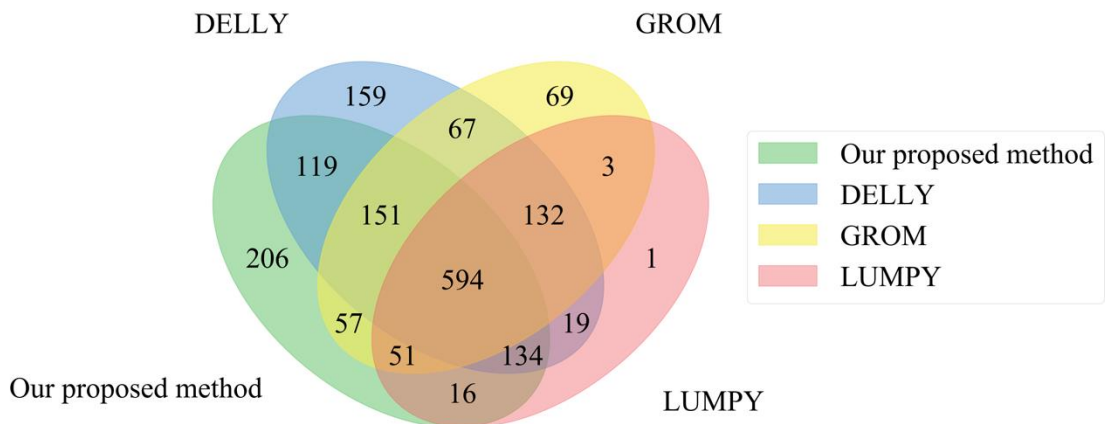 DELLY
GROM
159
69
67
119
3
151
132
206
594
1
57
19
51
134
16
Our proposed method
LUMPY
Our proposed method
DELLY
GROM
LUMPY